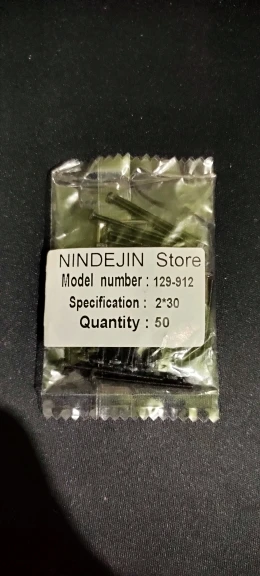 NINDEJIN Store
Model number : 129-912
Specification : 2*30
Quantity : 50